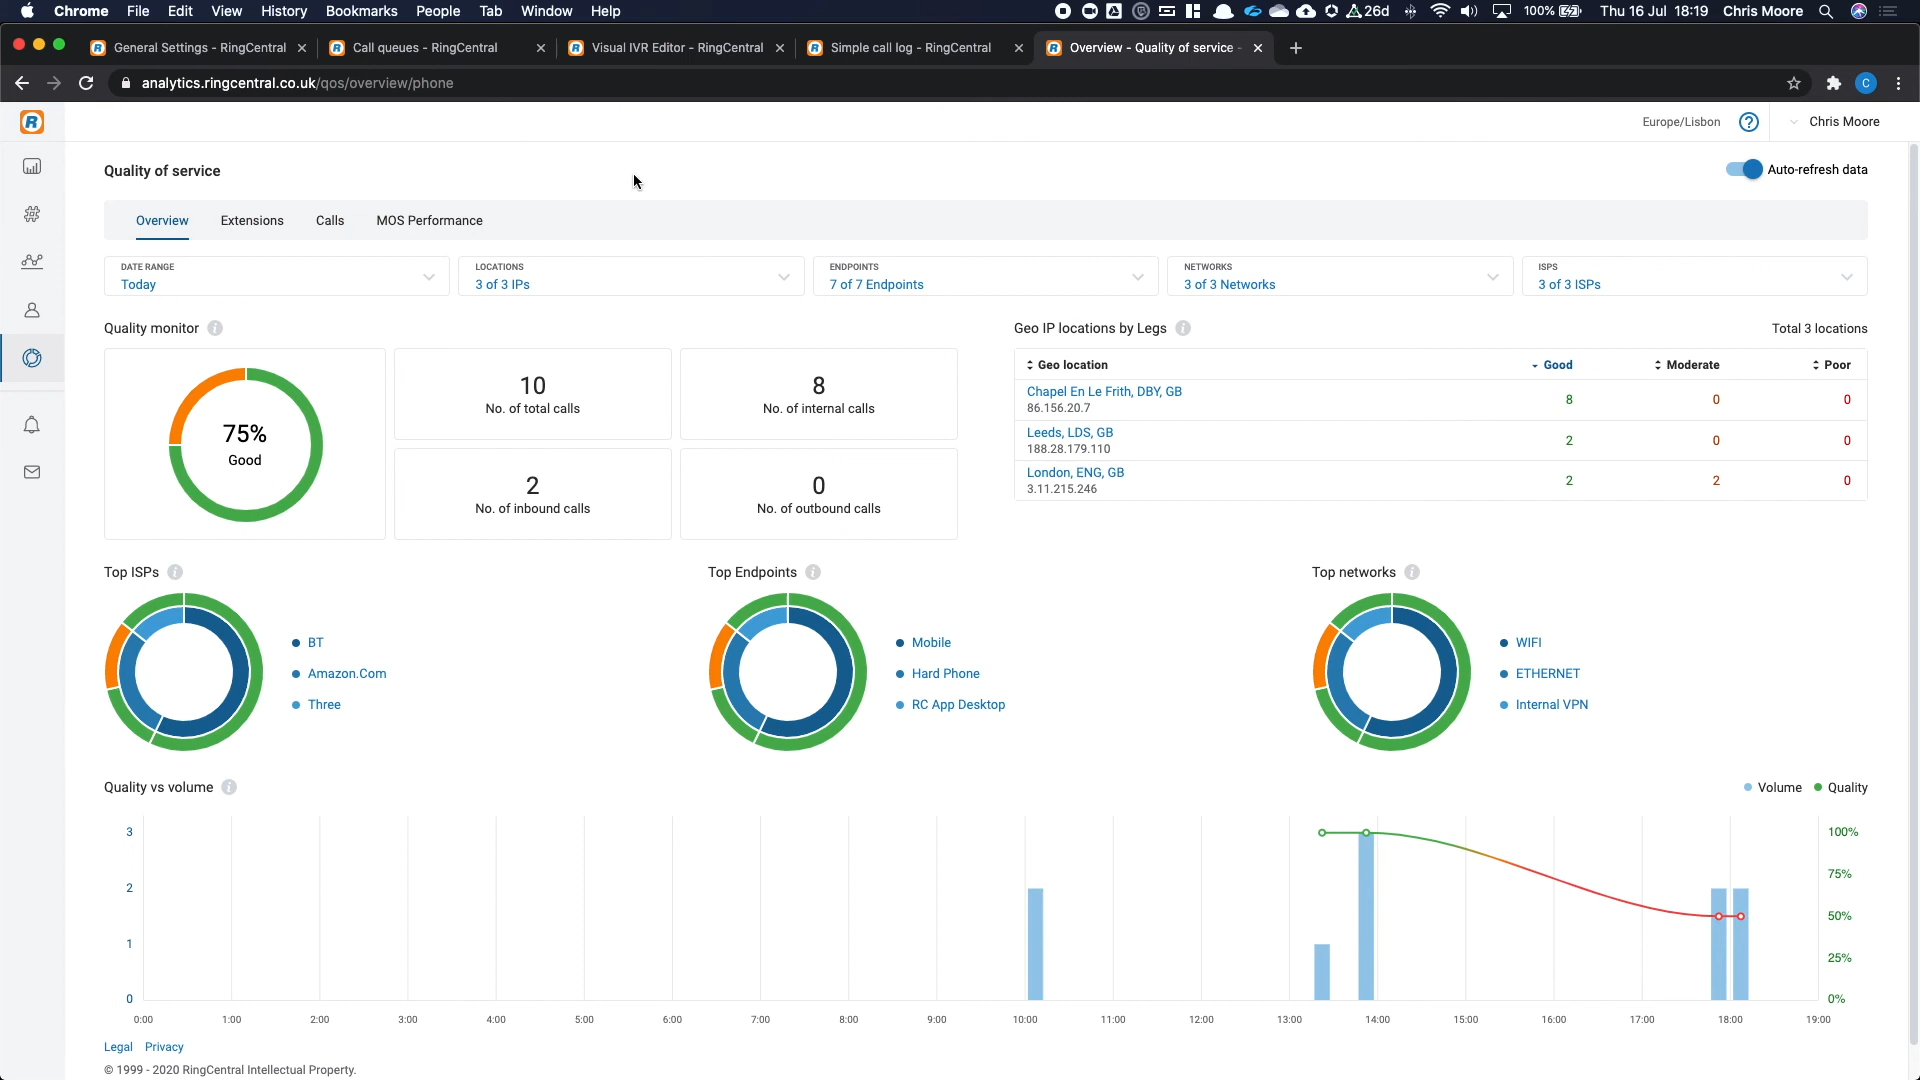 Chrome File Edit View History Bookmarks People Tab Window Help 26d 100% Thu 16 Jul 18:19 Chris Moore
General Settings - RingCentral Call queues - RingCentral Visual IVR Editor - RingCentral Simple call log - RingCentral Overview - Quality of service -
analytics.ringcentral.co.uk/qos/overview/phone C
R Europe/Lisbon ? Chris Moore
Quality of service Auto-refresh data
Overview Extensions Calls MOS Performance
DATE RANGE LOCATIONS ENDPOINTS NETWORKS ISPS
Today 3 of 3 IPs 7 of 7 Endpoints 3 of 3 Networks 3 of 3 ISPs
Quality monitor i Geo IP locations by Legs i Total 3 locations
75%
Good
10
No. of total calls
8
No. of internal calls
2
No. of inbound calls
0
No. of outbound calls
Geo location Good Moderate Poor
Chapel En Le Frith, DBY, GB 8 0 0
86.156.20.7
Leeds, LDS, GB 2 0 0
188.28.179.110
London, ENG, GB 2 2 0
3.11.215.246
Top ISPs i
BT
Amazon.Com
Three
Top Endpoints i
Mobile
Hard Phone
RC App Desktop
Top networks i
WIFI
ETHERNET
Internal VPN
Quality vs volume i Volume Quality
3 100%
2 75%
50%
1 25%
0 0%
0:00 1:00 2:00 3:00 4:00 5:00 6:00 7:00 8:00 9:00 10:00 11:00 12:00 13:00 14:00 15:00 16:00 17:00 18:00 19:00
Legal Privacy
© 1999 - 2020 RingCentral Intellectual Property.